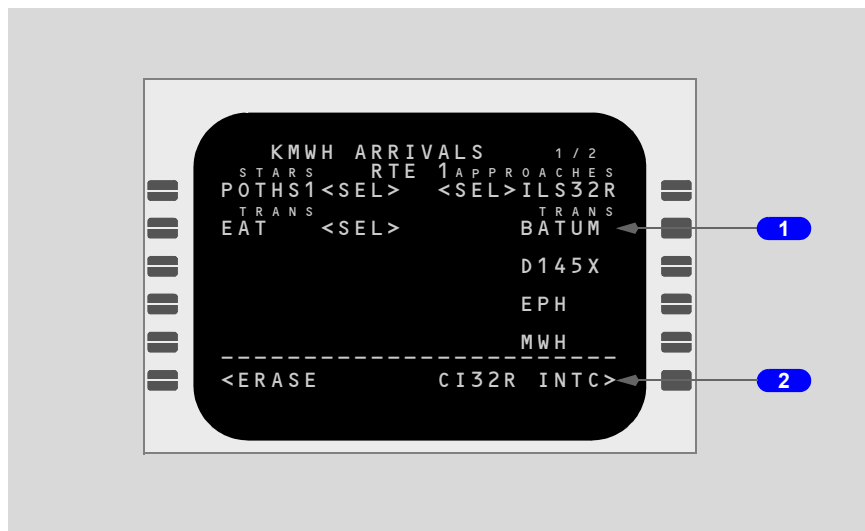 KMWH ARRIVALS 1/2
STARS RTE 1 APPROACHES
POTHS1<SEL> <SEL>ILS32R
TRANS TRANS
EAT <SEL> BATUM
1
D145X
EPH
MWH
------------------------
<ERASE CI32R INTC>
2